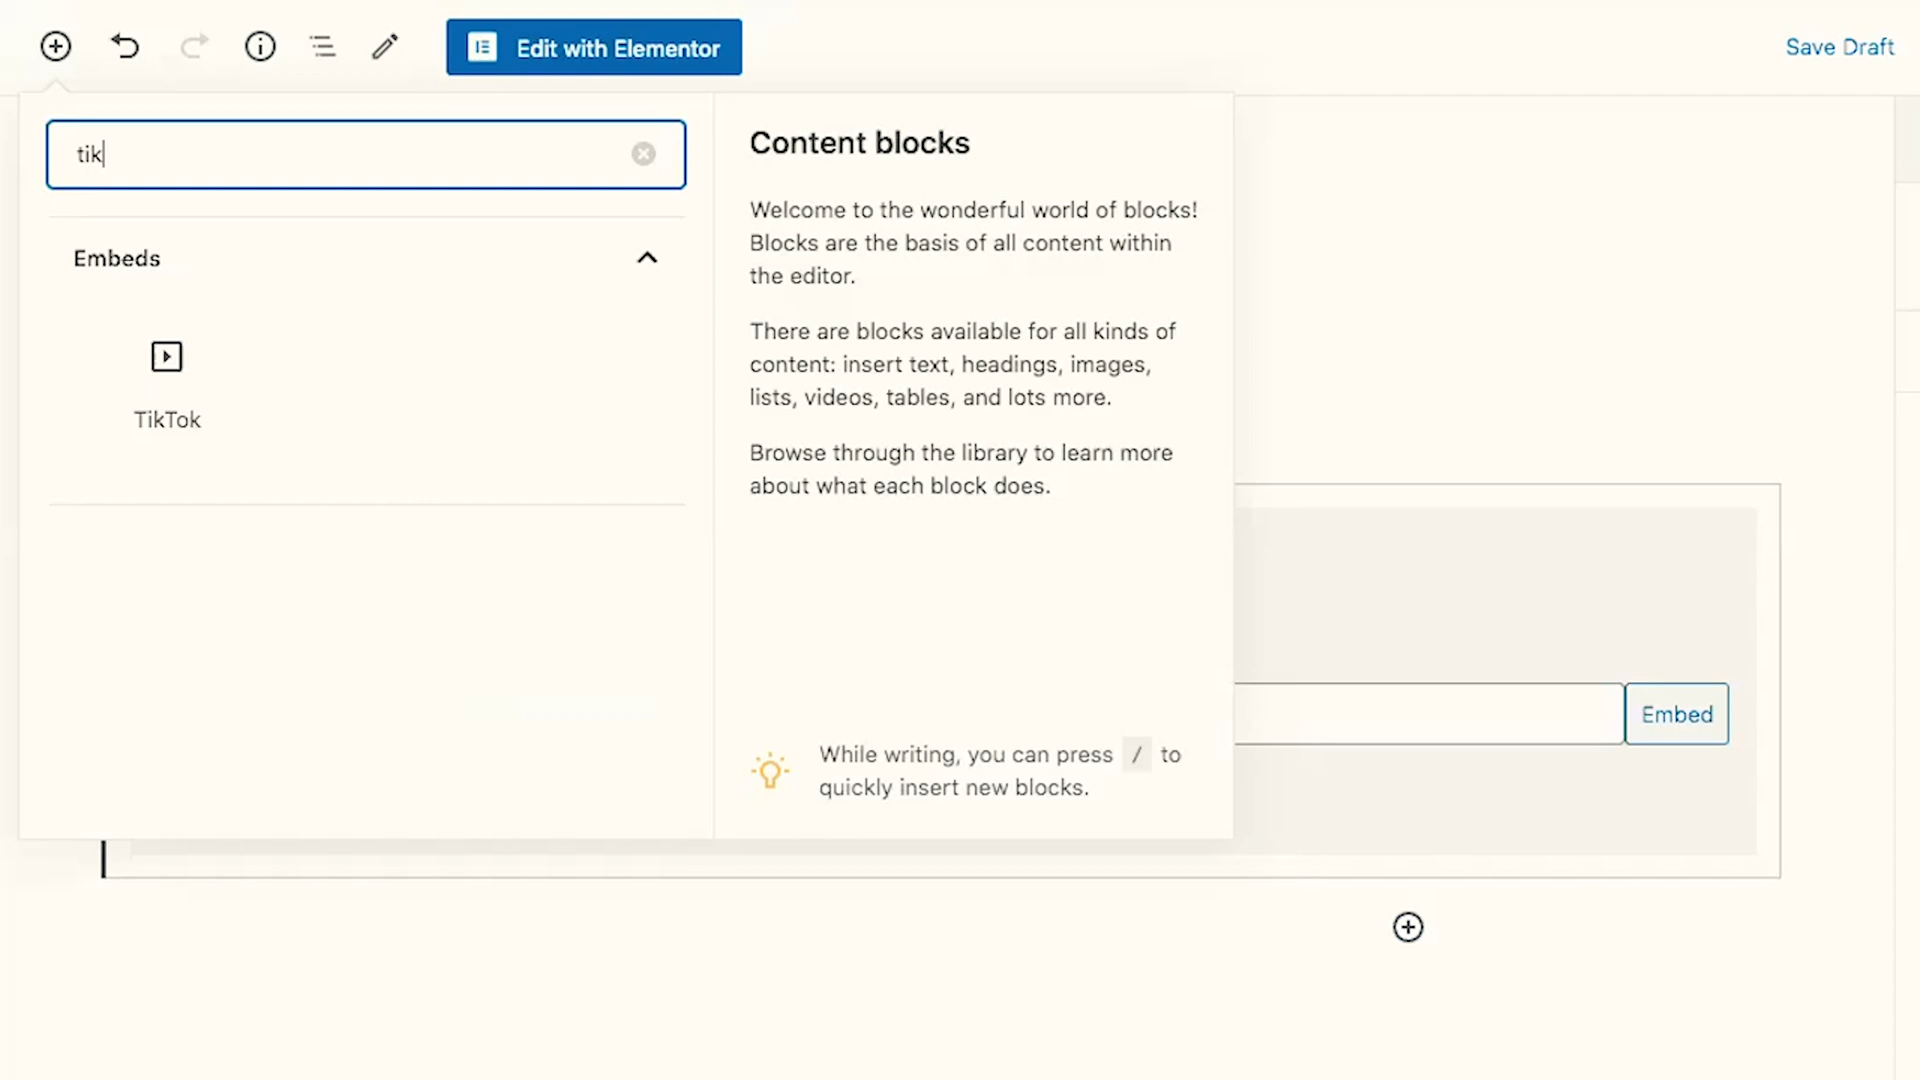 Edit with Elementor
Save Draft
tik
Content blocks
Welcome to the wonderful world of blocks!
Blocks are the basis of all content within
the editor.
Embeds
There are blocks available for all kinds of
content: insert text, headings, images,
lists, videos, tables, and lots more.
TikTok
Browse through the library to learn more
about what each block does.
Embed
While writing, you can press / to
quickly insert new blocks.